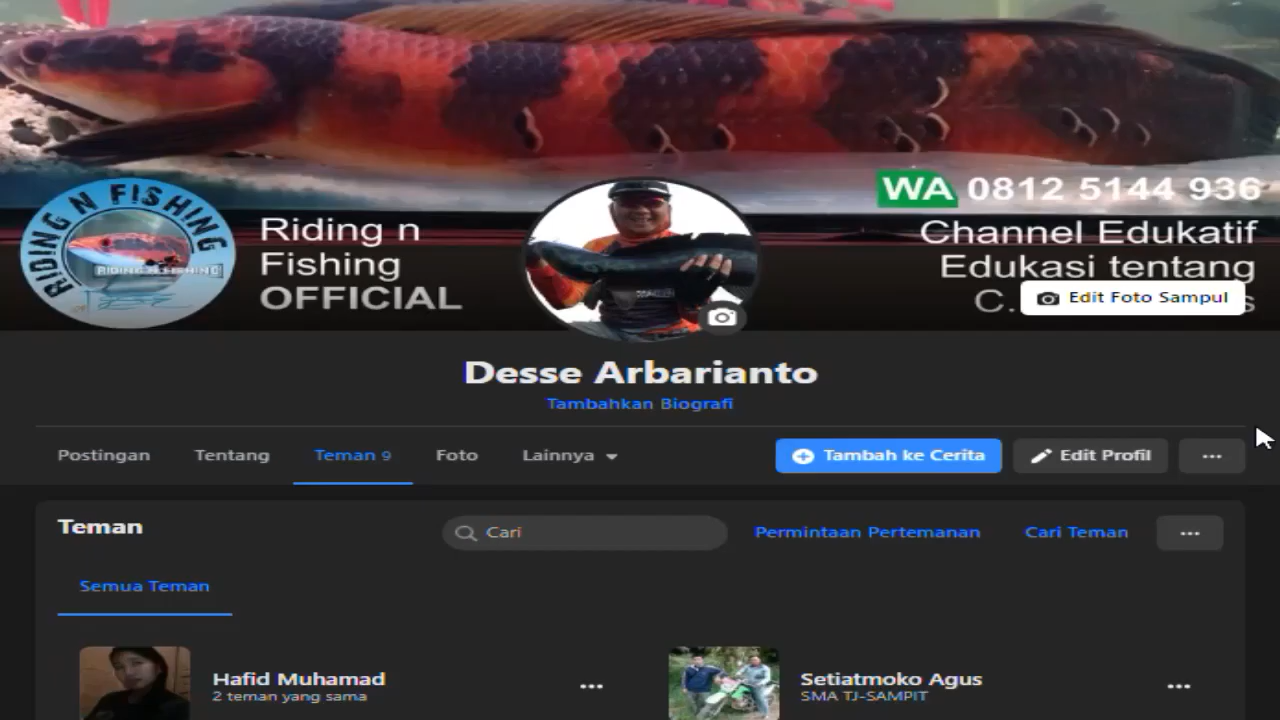 RIDING N FISHING
RIDING N FISHING
Riding n
Fishing
OFFICIAL
WA 0812 5144 936
Channel Edukatif
Edukasi tentang
Edit Foto Sampul
Desse Arbarianto
Tambahkan Biografi
Postingan Tentang Teman 9 Foto Lainnya
Tambah ke Cerita Edit Profil ...
Teman
Cari
Permintaan Pertemanan Cari Teman ...
Semua Teman
Hafid Muhamad
2 teman yang sama
...
Setiatmoko Agus
SMA TJ-SAMPIT
...